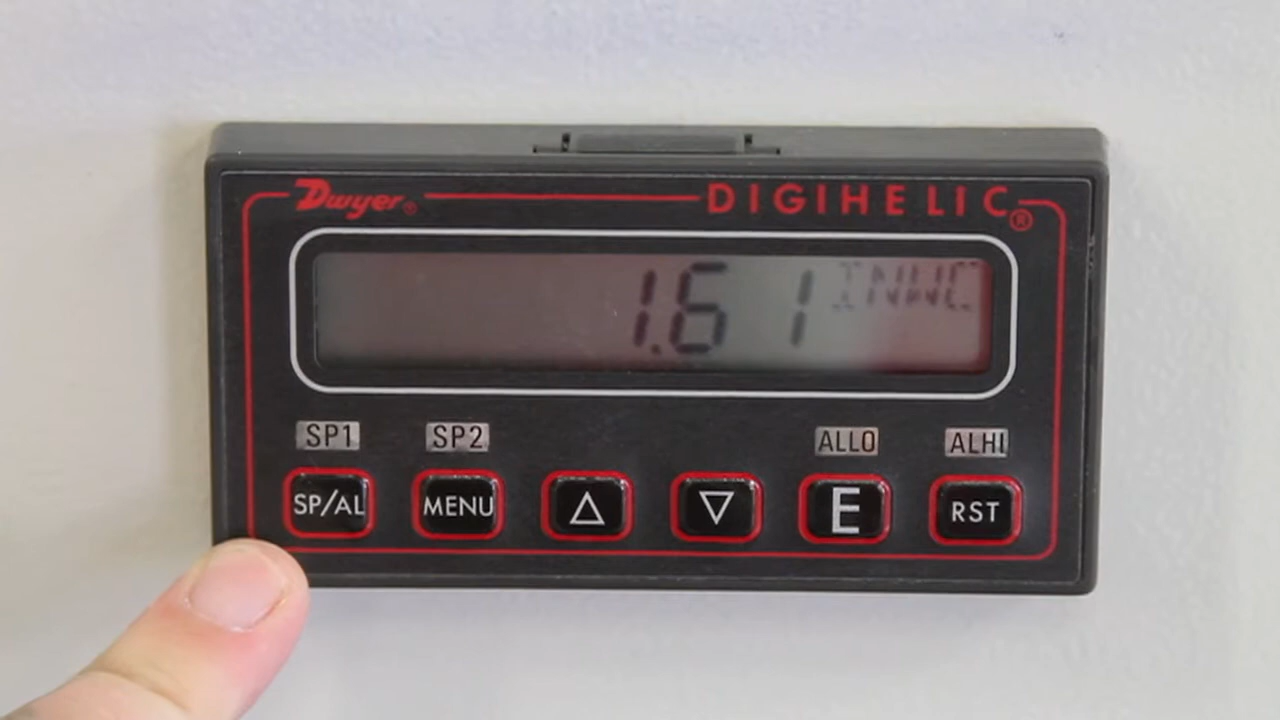 Dwyer® DIGIHELIC®
1.61 INWC
SP1 SP2 ALLO ALHI
SP/AL MENU △ ▽ E RST